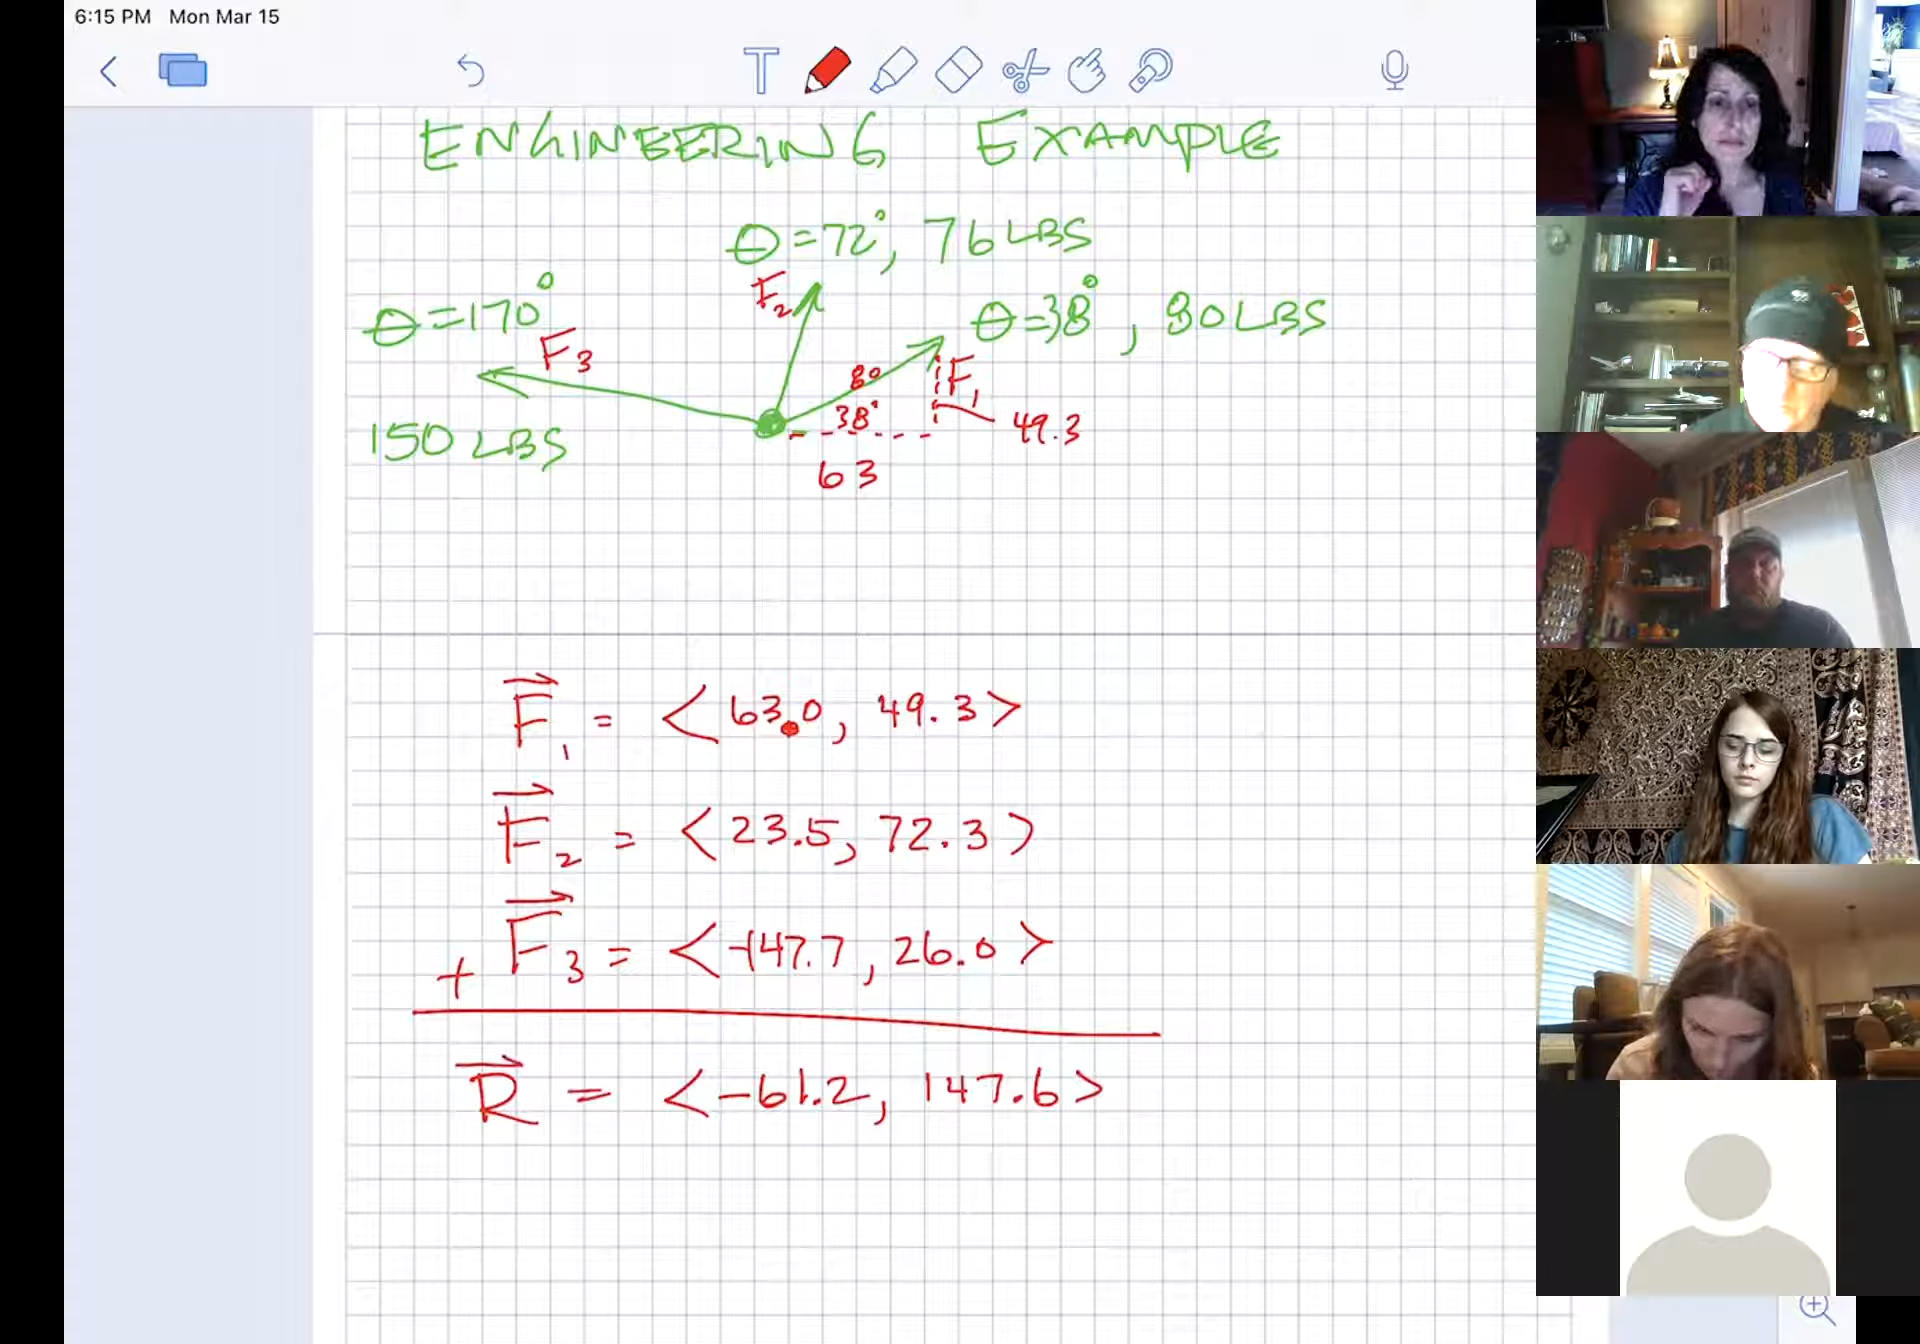 6:15 PM Mon Mar 15
T
ENGINEERING EXAMPLE
θ=72°, 76 LBS
F2
θ=170°
θ=38°, 80 LBS
F3
80
F1
38°
49.3
150 LBS
63
F1 = <63.0, 49.3>
F2 = <23.5, 72.3>
+ F3 = <-147.7, 26.0>
R = <-61.2, 147.6>